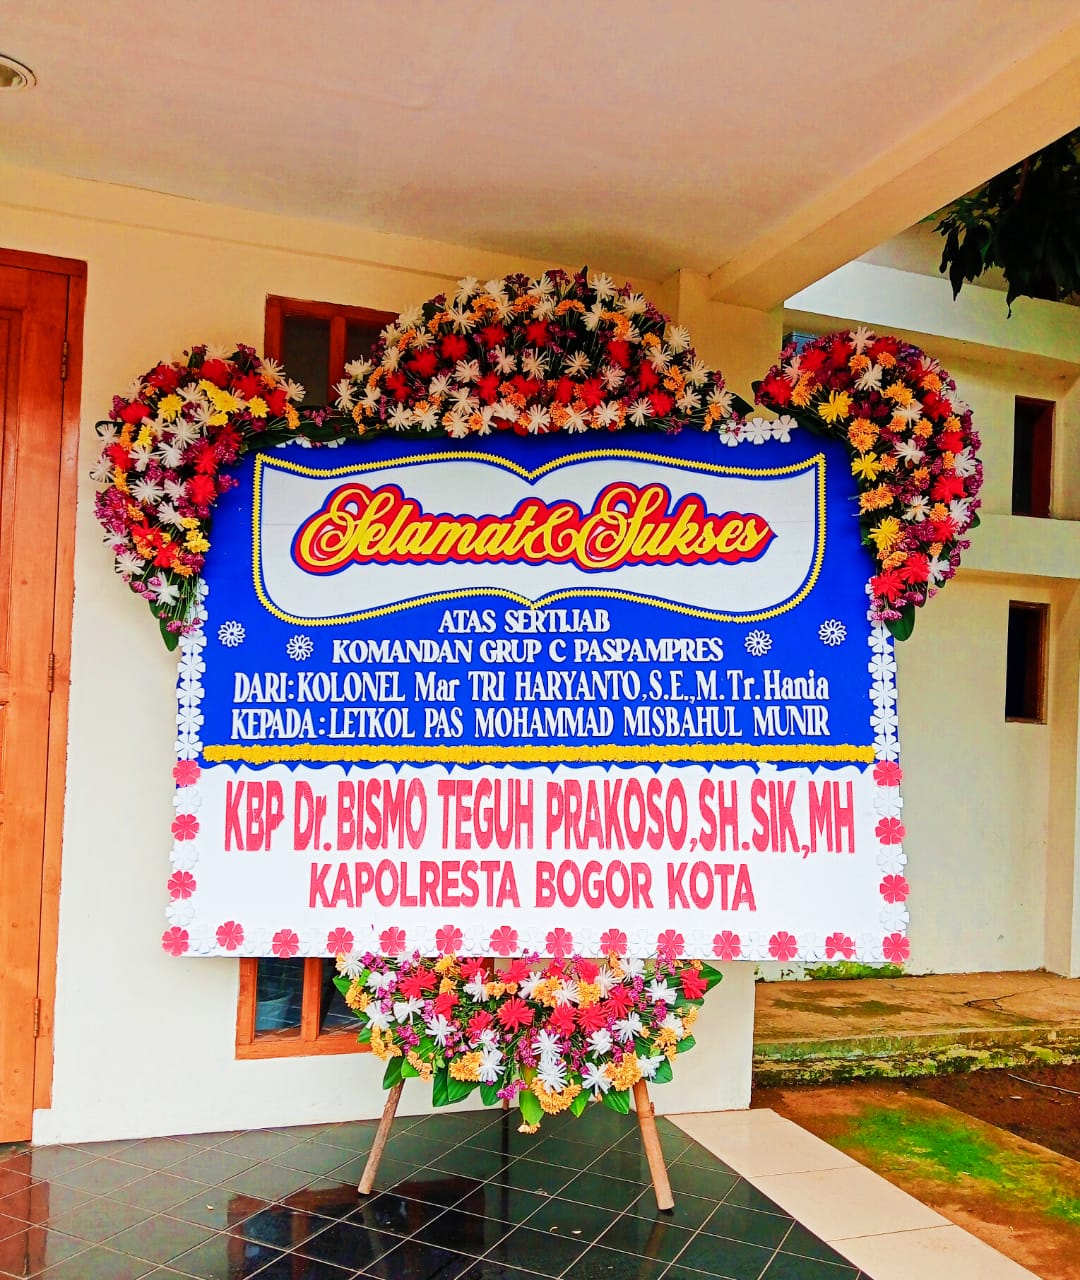 Selamat & Sukses
ATAS SERTIJAB
KOMANDAN GRUP C PASPAMPRES
DARI : KOLONEL Mar TRI HARYANTO, S.E., M.Tr.Hania
KEPADA : LETKOL PAS MOHAMMAD MISBAHUL MUNIR
KBP Dr. BISMO TEGUH PRAKOSO, SH. SIK, MH
KAPOLRESTA BOGOR KOTA